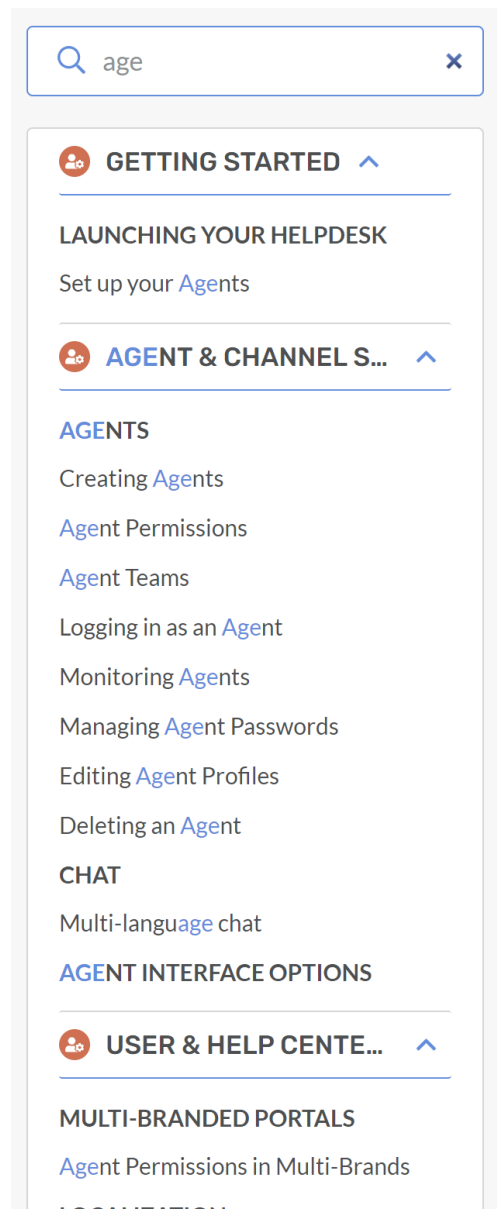 age
GETTING STARTED
LAUNCHING YOUR HELPDESK
Set up your Agents
AGENT & CHANNEL S...
AGENTS
Creating Agents
Agent Permissions
Agent Teams
Logging in as an Agent
Monitoring Agents
Managing Agent Passwords
Editing Agent Profiles
Deleting an Agent
CHAT
Multi-language chat
AGENT INTERFACE OPTIONS
USER & HELP CENTE...
MULTI-BRANDED PORTALS
Agent Permissions in Multi-Brands
LOCALIZATION